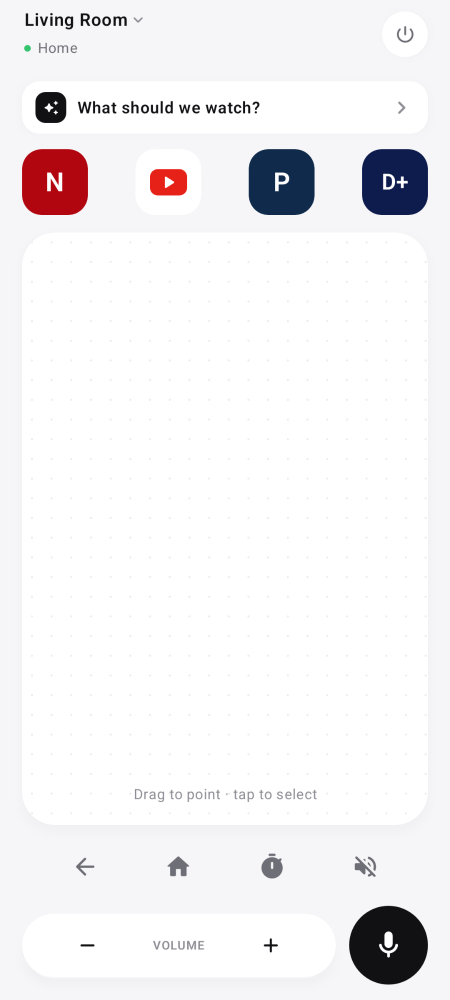 Living Room
Home
What should we watch?
N
P
D+
Drag to point · tap to select
VOLUME